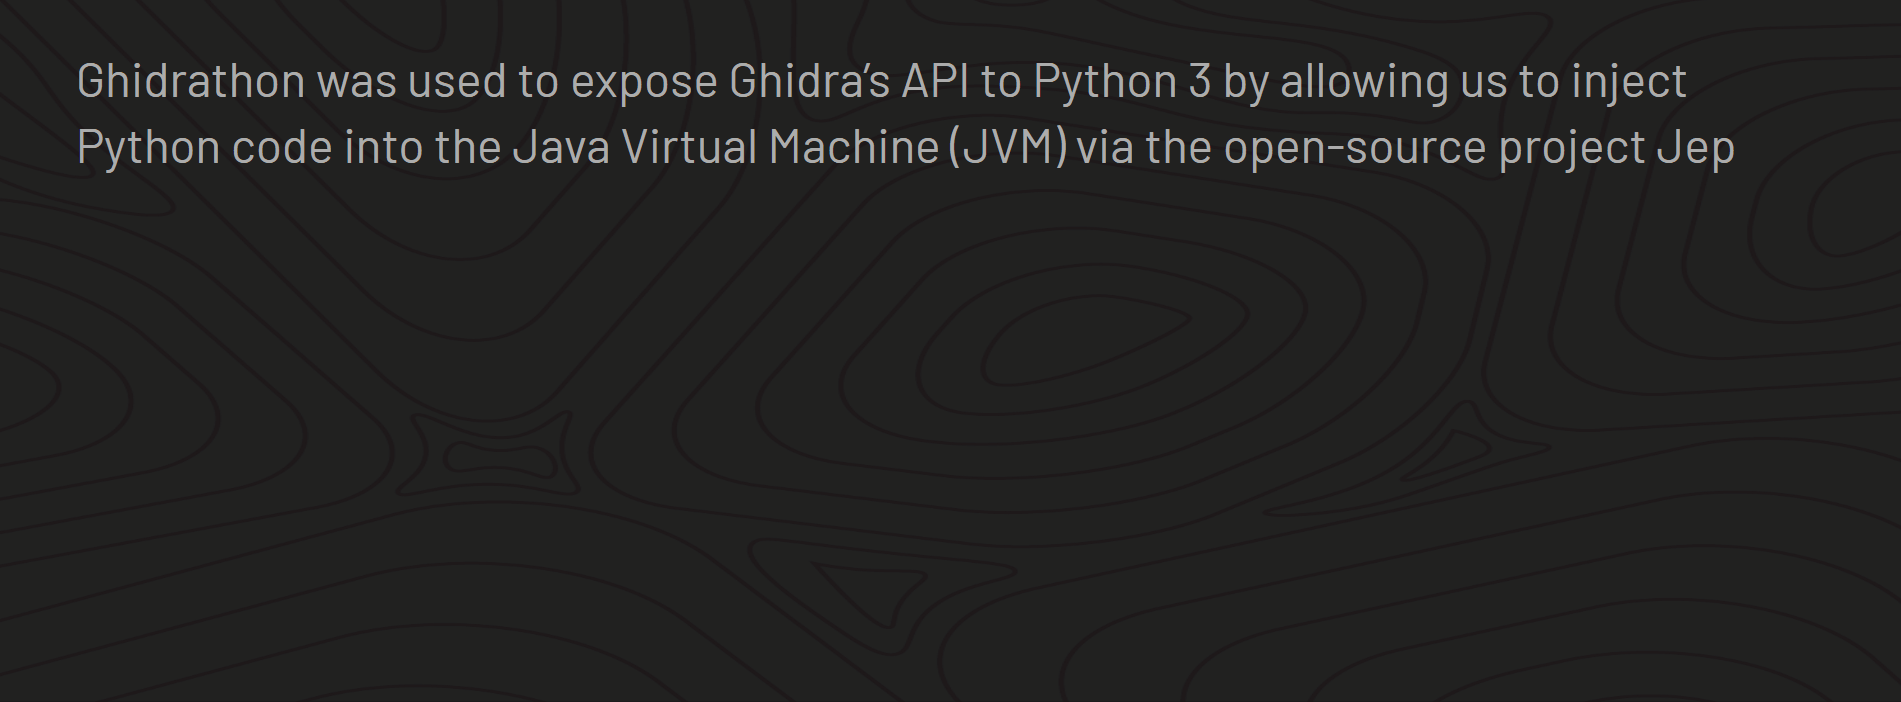 Ghidrathon was used to expose Ghidra’s API to Python 3 by allowing us to inject
Python code into the Java Virtual Machine (JVM) via the open-source project Jep